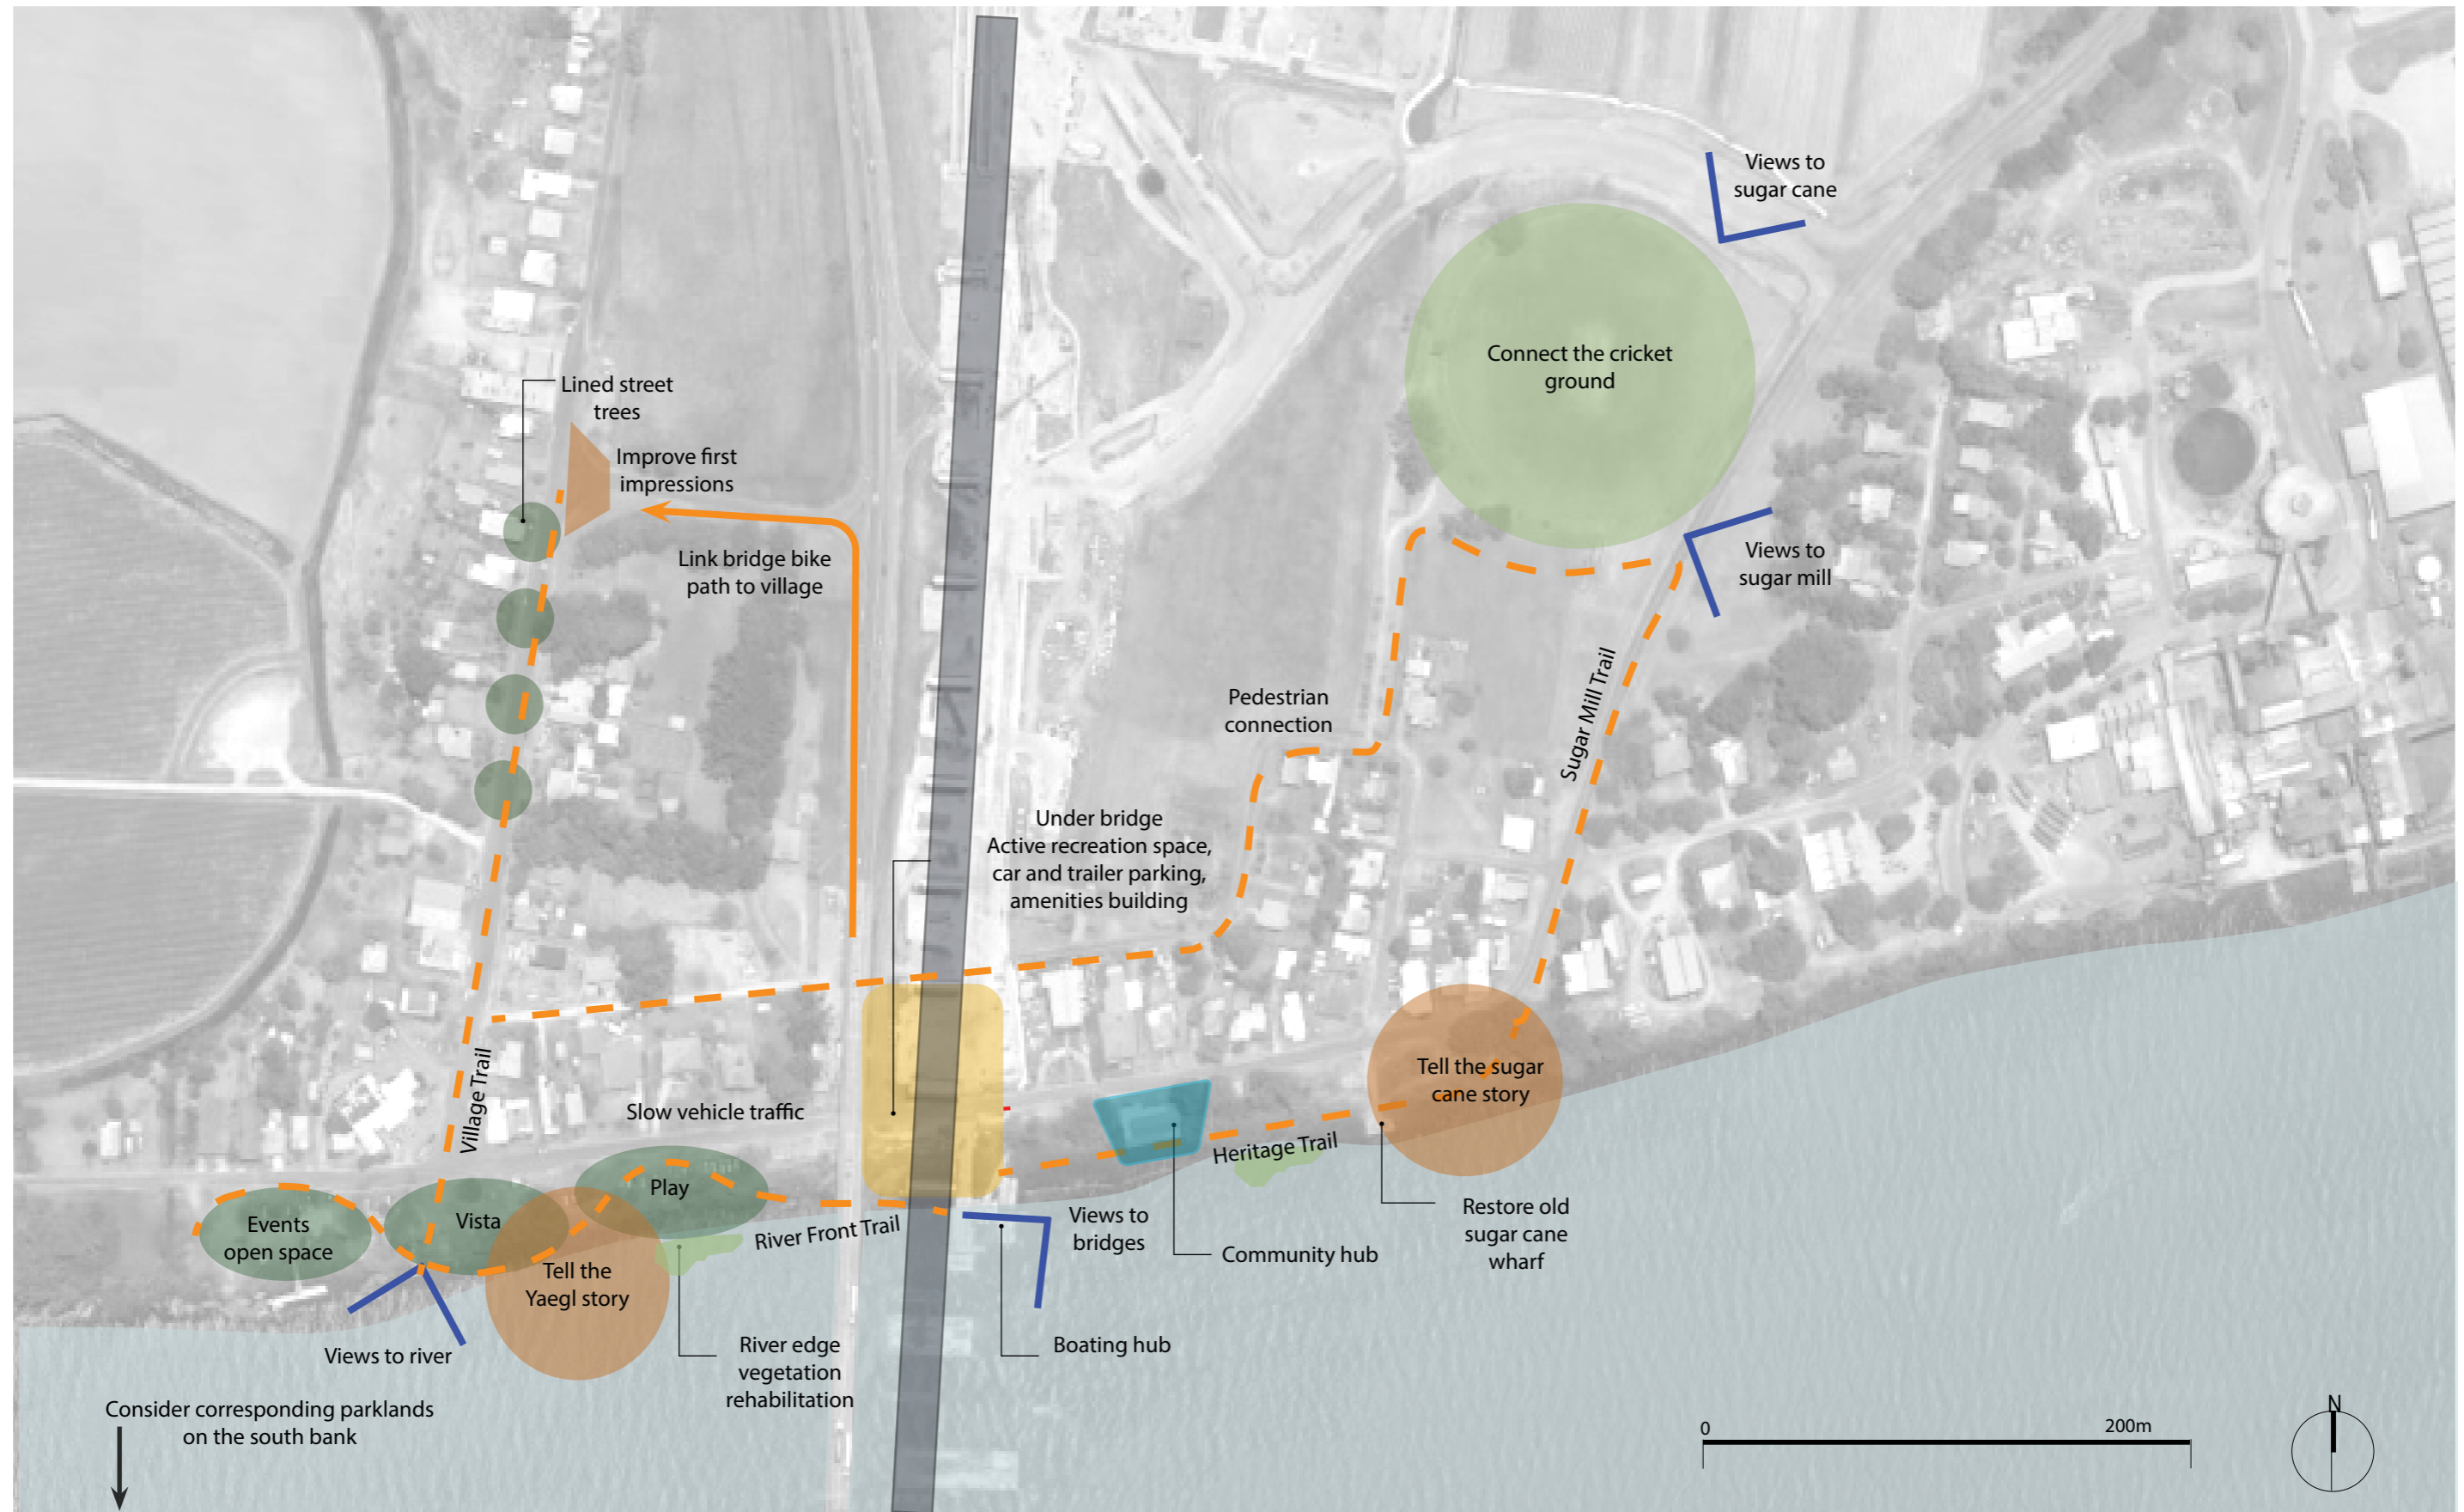 Views to
sugar cane
Connect the cricket
ground
Lined street
trees
Improve first
impressions
Link bridge bike
path to village
Views to
sugar mill
Sugar Mill Trail
Pedestrian
connection
Under bridge
Active recreation space,
car and trailer parking,
amenities building
Village Trail
Slow vehicle traffic
Tell the sugar
cane story
Heritage Trail
Play
Events
open space
Vista
River Front Trail
Views to
bridges
Community hub
Restore old
sugar cane
wharf
Tell the
Yaegl story
Views to river
River edge
vegetation
rehabilitation
Boating hub
Consider corresponding parklands
on the south bank
0
200m
N